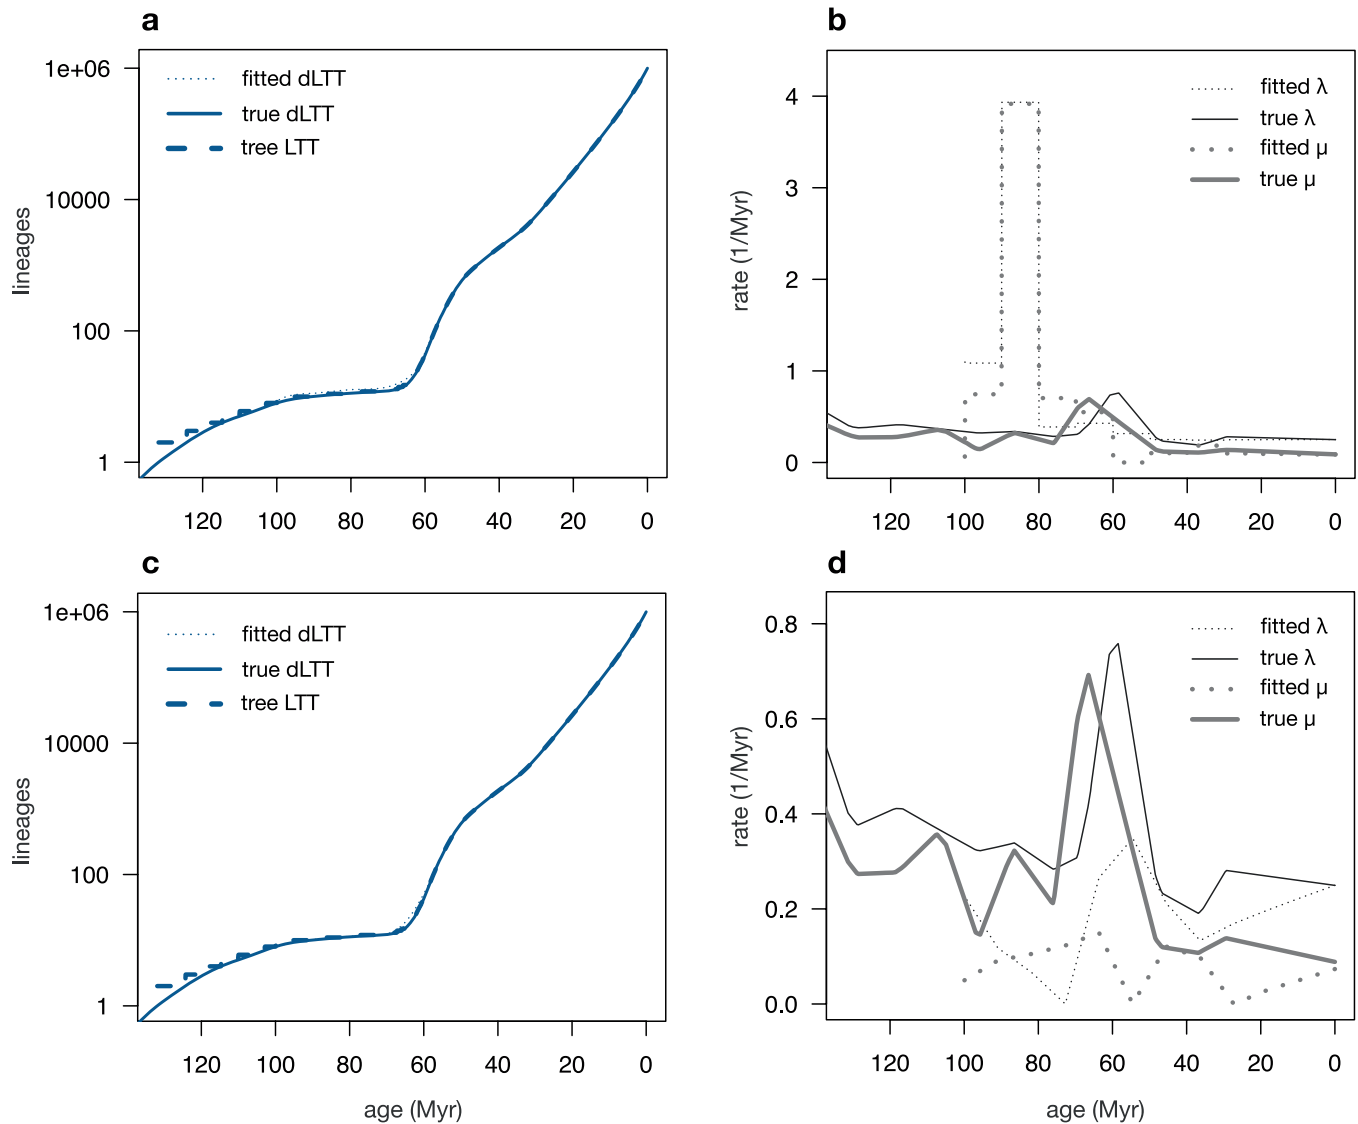 a
1e+06
10000
100
1
lineages
fitted dLTT
true dLTT
tree LTT
120 100 80 60 40 20 0
b
4
3
2
1
0
rate (1/Myr)
fitted λ
true λ
fitted µ
true µ
120 100 80 60 40 20 0
c
1e+06
10000
100
1
lineages
fitted dLTT
true dLTT
tree LTT
120 100 80 60 40 20 0
age (Myr)
d
0.8
0.6
0.4
0.2
0.0
rate (1/Myr)
fitted λ
true λ
fitted µ
true µ
120 100 80 60 40 20 0
age (Myr)